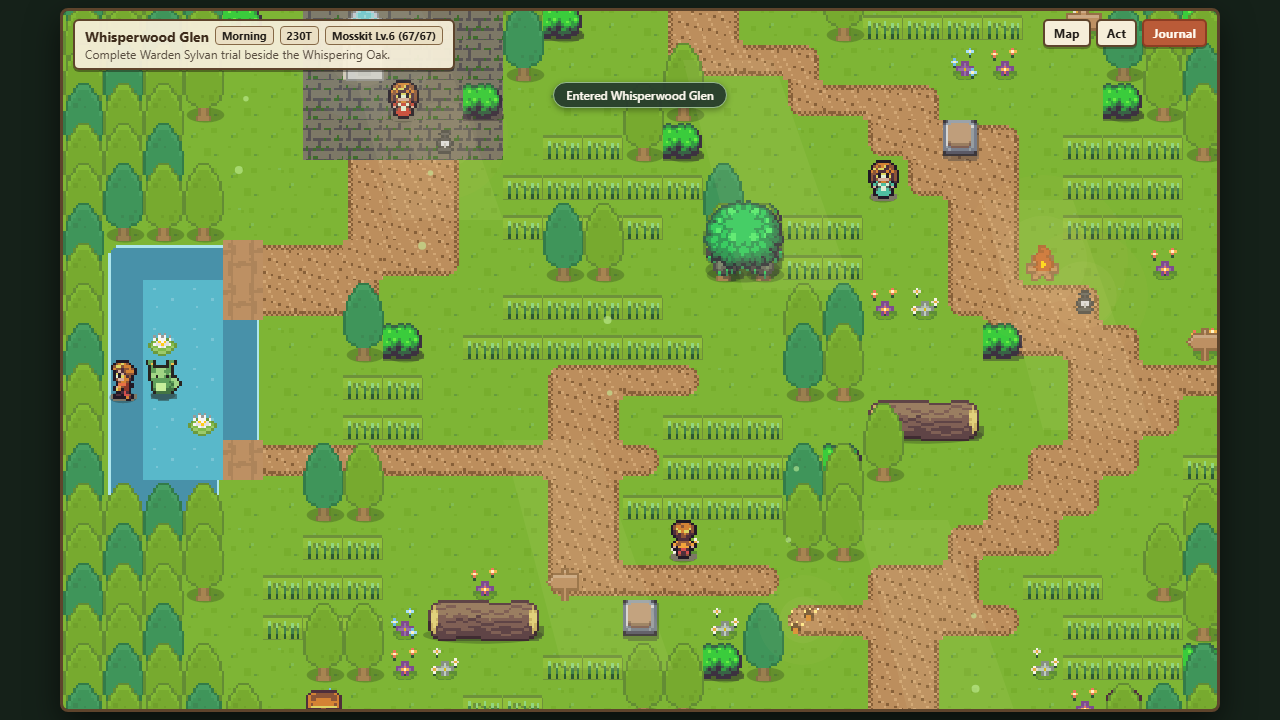 Whisperwood Glen Morning 230T Mosskit Lv.6 (67/67)
Complete Warden Sylvan trial beside the Whispering Oak.
Map Act Journal
Entered Whisperwood Glen